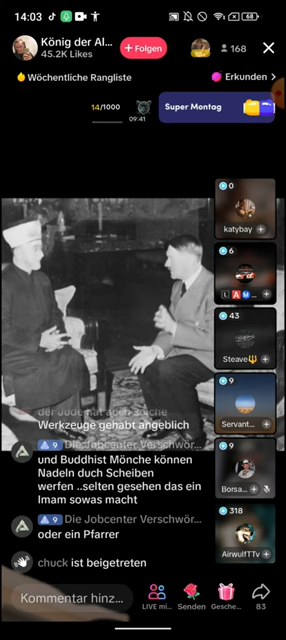 14:03
68
König der Al...
45.2K Likes
+ Folgen
168
Wöchentliche Rangliste
Erkunden >
14/1000
09:41
Super Montag
0
katybay
6
L A M...
43
Steave
9
Servant...
9
Borsa...
318
AirwulfTTv
der Jude hat auch solche
Werkzeuge gehabt angeblich
9 Die Jobcenter Verschwör...
und Buddhist Mönche können
Nadeln duch Scheiben
werfen ..selten gesehen das ein
Imam sowas macht
9 Die Jobcenter Verschwör...
oder ein Pfarrer
chuck ist beigetreten
Kommentar hinz...
LIVE mi...
Senden
Gesche...
83